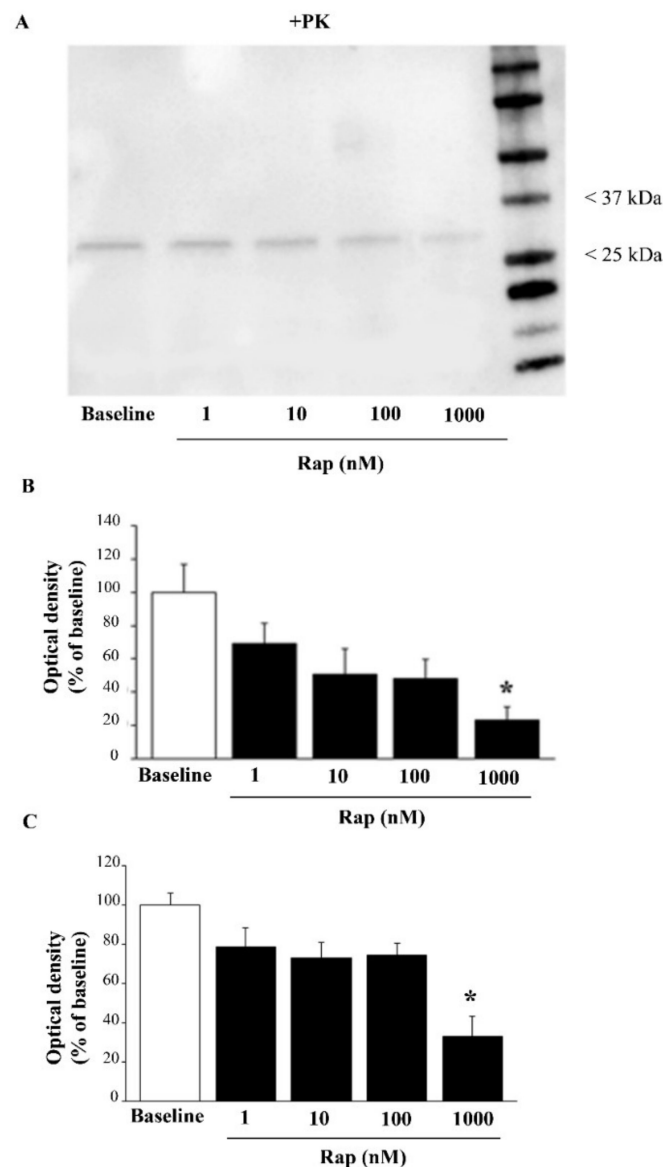 A
+PK
< 37 kDa
< 25 kDa
Baseline 1 10 100 1000
Rap (nM)
B
Optical density
(% of baseline)
140
120
100
80
60
40
20
0
*
Baseline 1 10 100 1000
Rap (nM)
C
Optical density
(% of baseline)
120
100
80
60
40
20
0
*
Baseline 1 10 100 1000
Rap (nM)